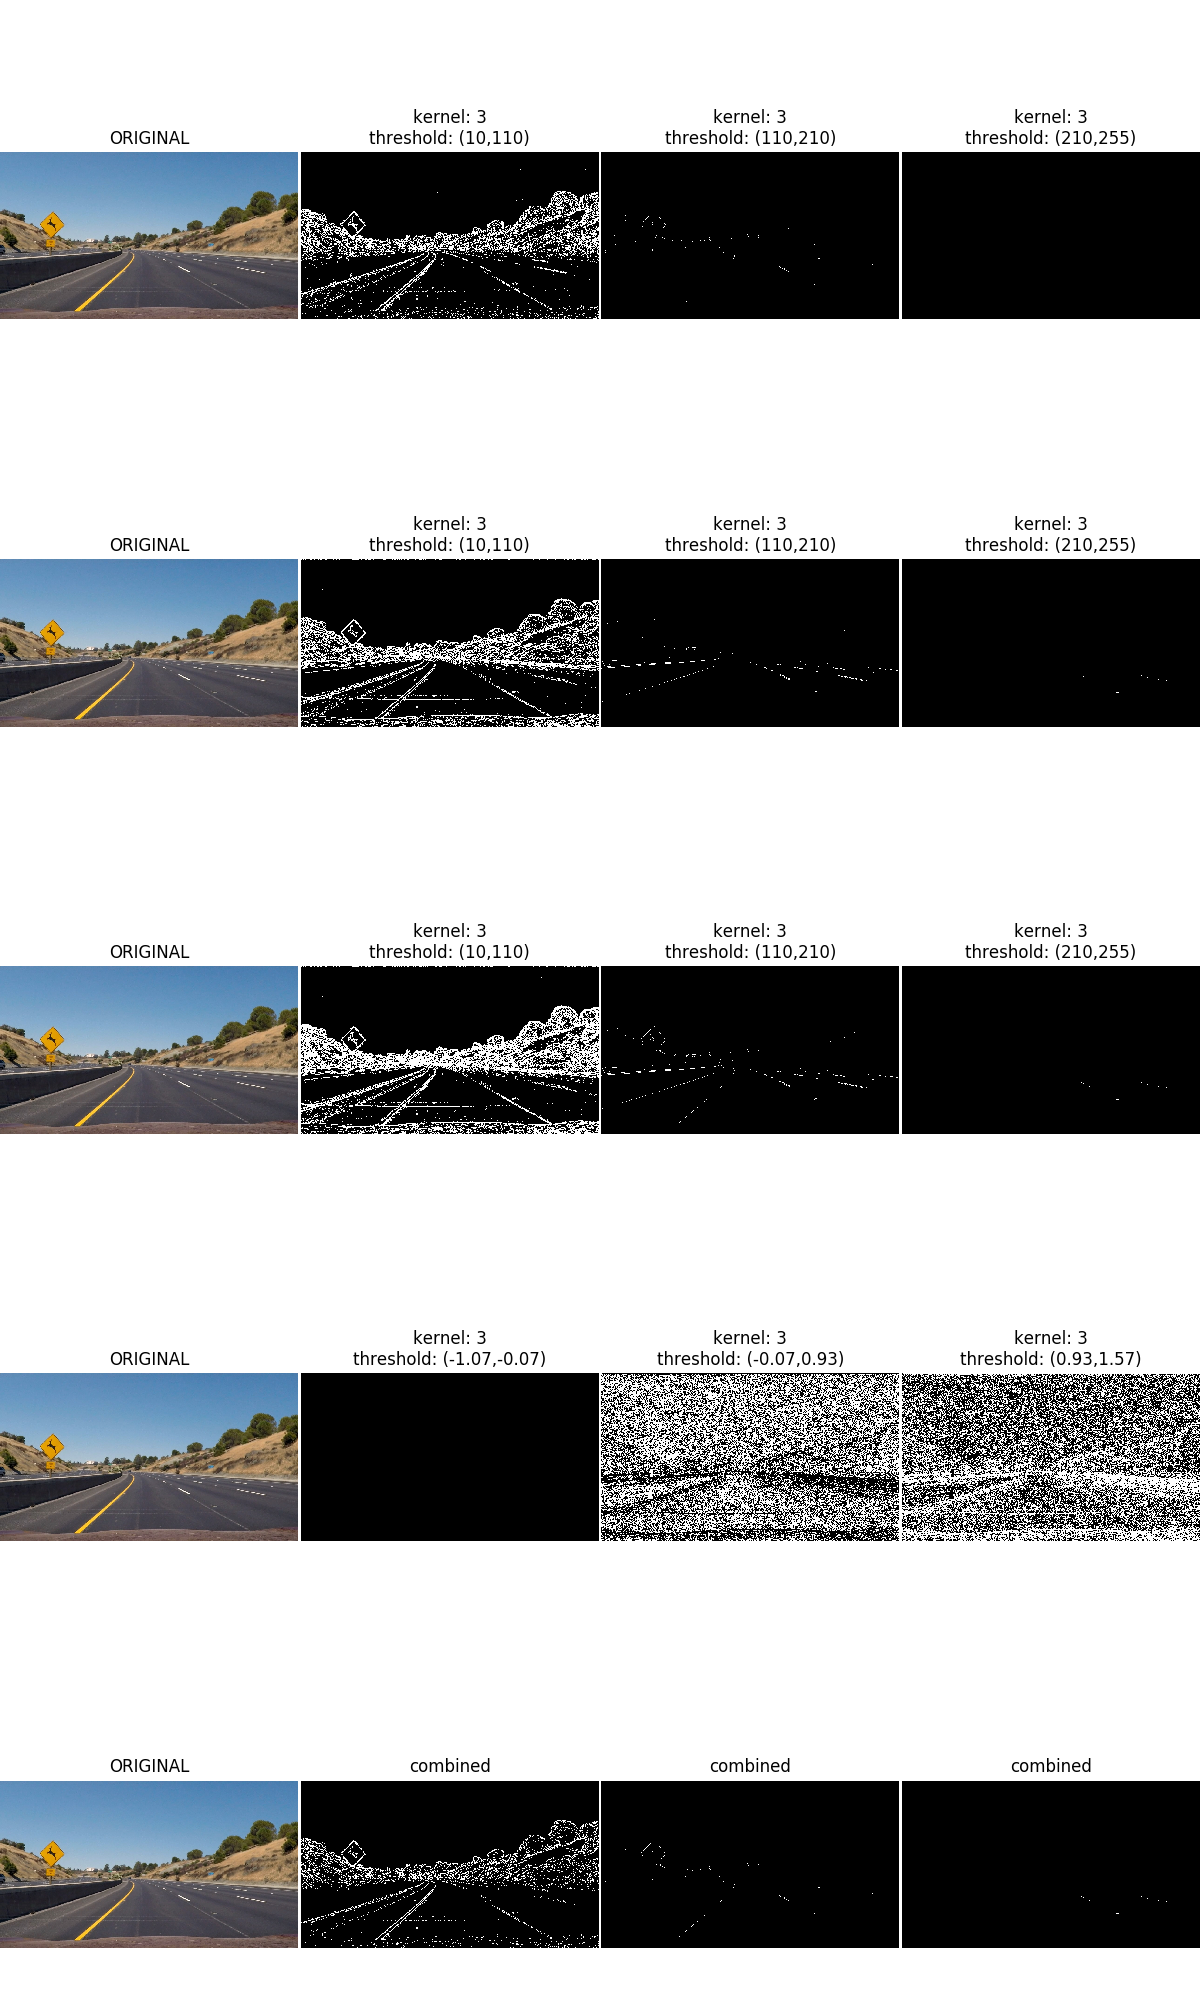 ORIGINAL
kernel: 3
threshold: (10,110)
kernel: 3
threshold: (110,210)
kernel: 3
threshold: (210,255)
ORIGINAL
kernel: 3
threshold: (10,110)
kernel: 3
threshold: (110,210)
kernel: 3
threshold: (210,255)
ORIGINAL
kernel: 3
threshold: (10,110)
kernel: 3
threshold: (110,210)
kernel: 3
threshold: (210,255)
ORIGINAL
kernel: 3
threshold: (-1.07,-0.07)
kernel: 3
threshold: (-0.07,0.93)
kernel: 3
threshold: (0.93,1.57)
ORIGINAL
combined
combined
combined